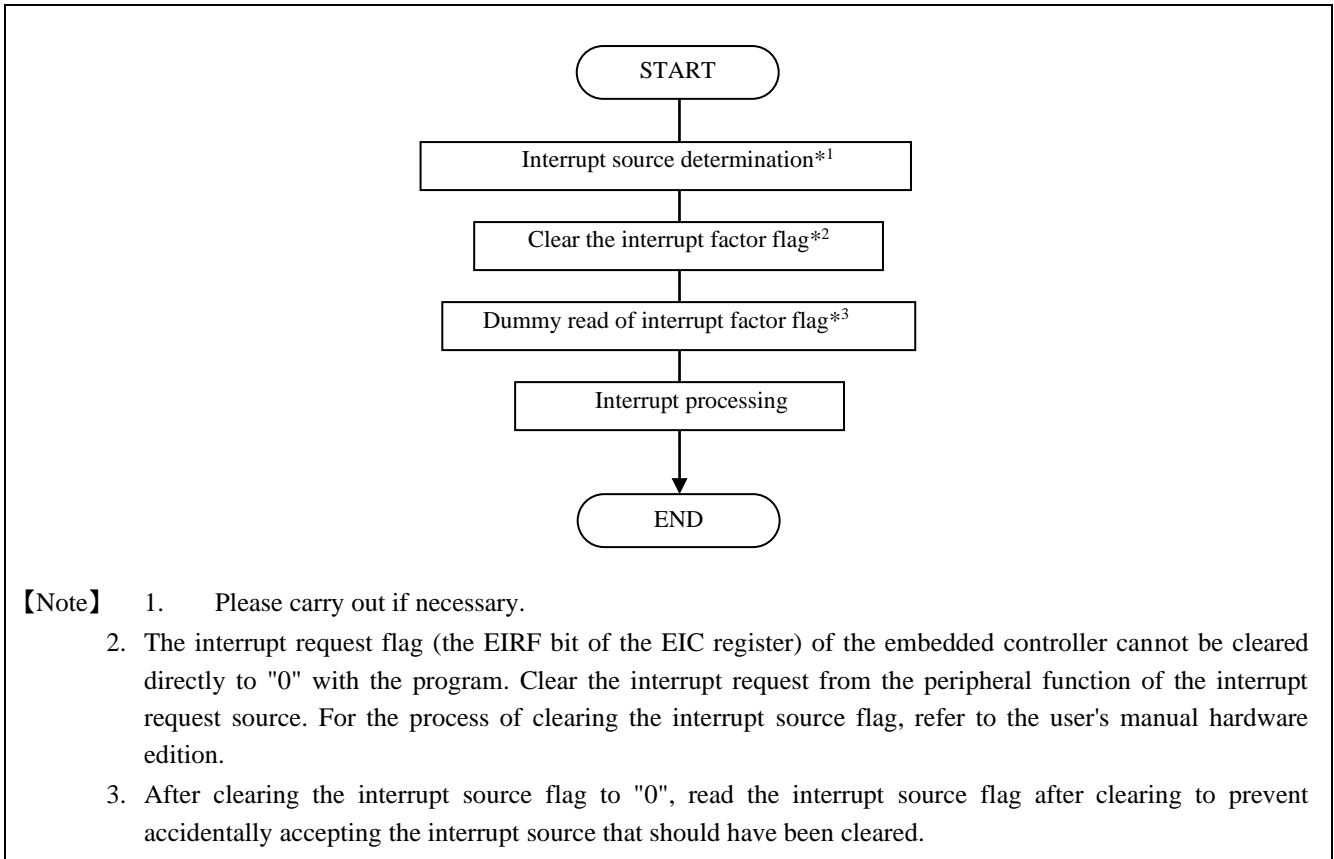 START
Interrupt source determination*1
Clear the interrupt factor flag*2
Dummy read of interrupt factor flag*3
Interrupt processing
END
【Note】 1. Please carry out if necessary.
2. The interrupt request flag (the EIRF bit of the EIC register) of the embedded controller cannot be cleared
directly to "0" with the program. Clear the interrupt request from the peripheral function of the interrupt
request source. For the process of clearing the interrupt source flag, refer to the user's manual hardware
edition.
3. After clearing the interrupt source flag to "0", read the interrupt source flag after clearing to prevent
accidentally accepting the interrupt source that should have been cleared.